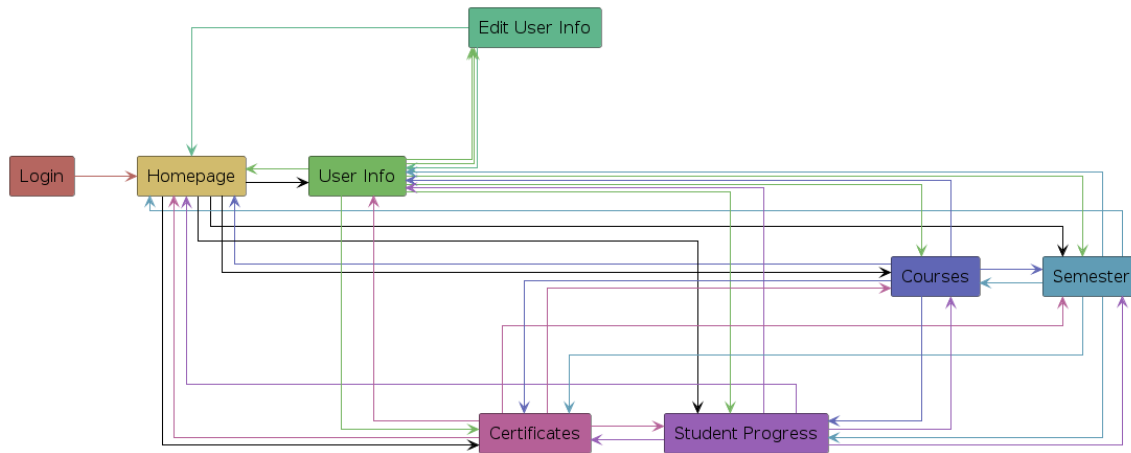 Edit User Info
Login
Homepage
User Info
Courses
Semester
Certificates
Student Progress